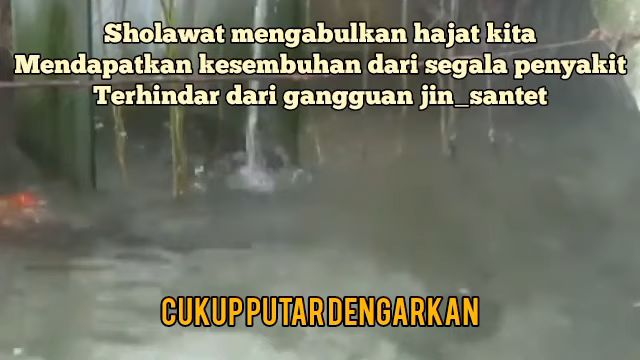 Sholawat mengabulkan hajat kita
Mendapatkan kesembuhan dari segala penyakit
Terhindar dari gangguan jin_santet
CUKUP PUTAR DENGARKAN